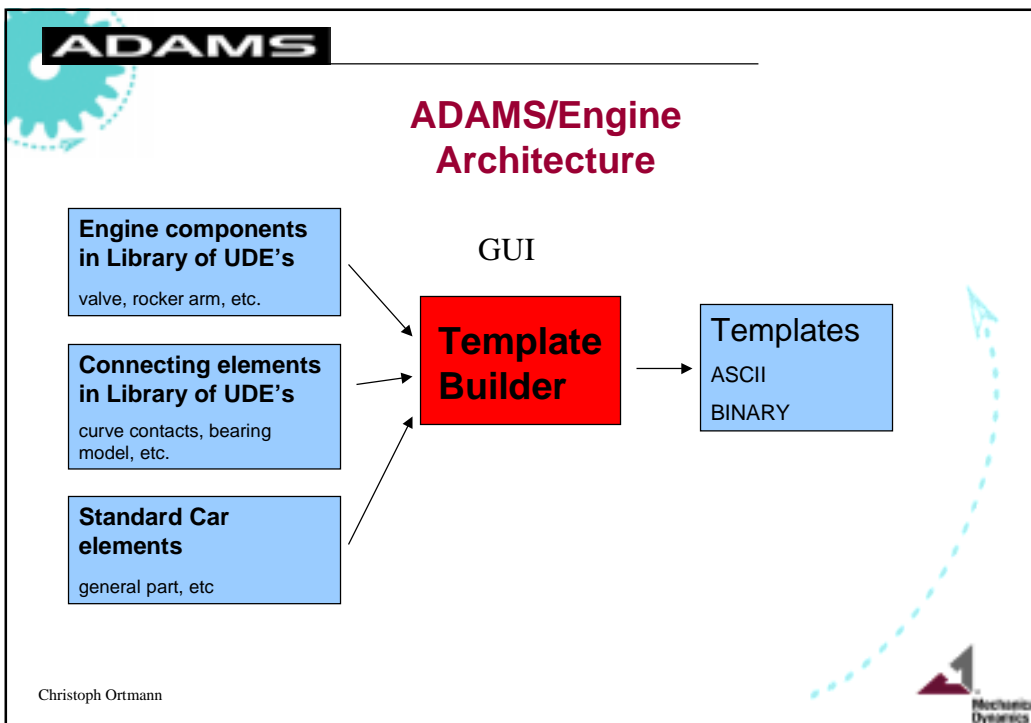 ADAMS
ADAMS/Engine
Architecture
Engine components
in Library of UDE's
valve, rocker arm, etc.
GUI
Connecting elements
in Library of UDE's
curve contacts, bearing
model, etc.
Template
Builder
Templates
ASCII
BINARY
Standard Car
elements
general part, etc
Christoph Ortmann
Mechanica
Dynamics